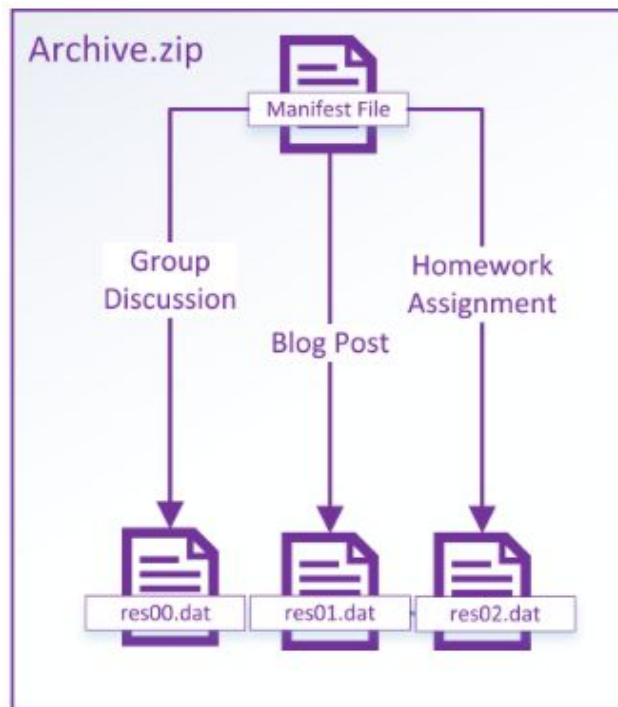 Archive.zip
Manifest File
Group
Discussion
Homework
Assignment
Blog Post
res00.dat
res01.dat
res02.dat